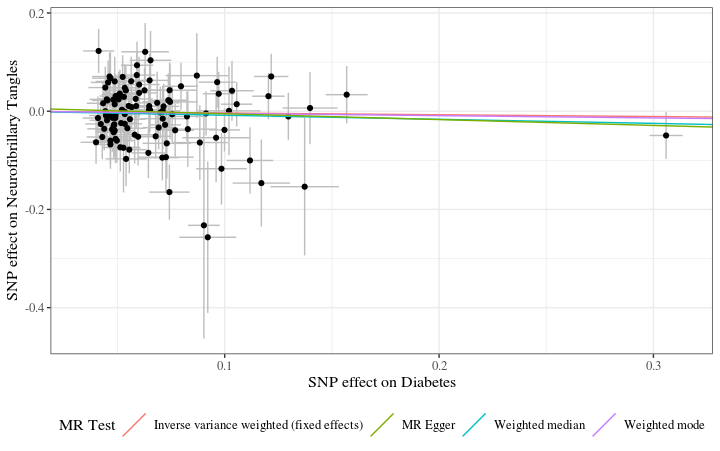 0.2
0.0
-0.2
-0.4
SNP effect on Neurofibrillary Tangles
0.1
0.2
0.3
SNP effect on Diabetes
MR Test
Inverse variance weighted (fixed effects)
MR Egger
Weighted median
Weighted mode